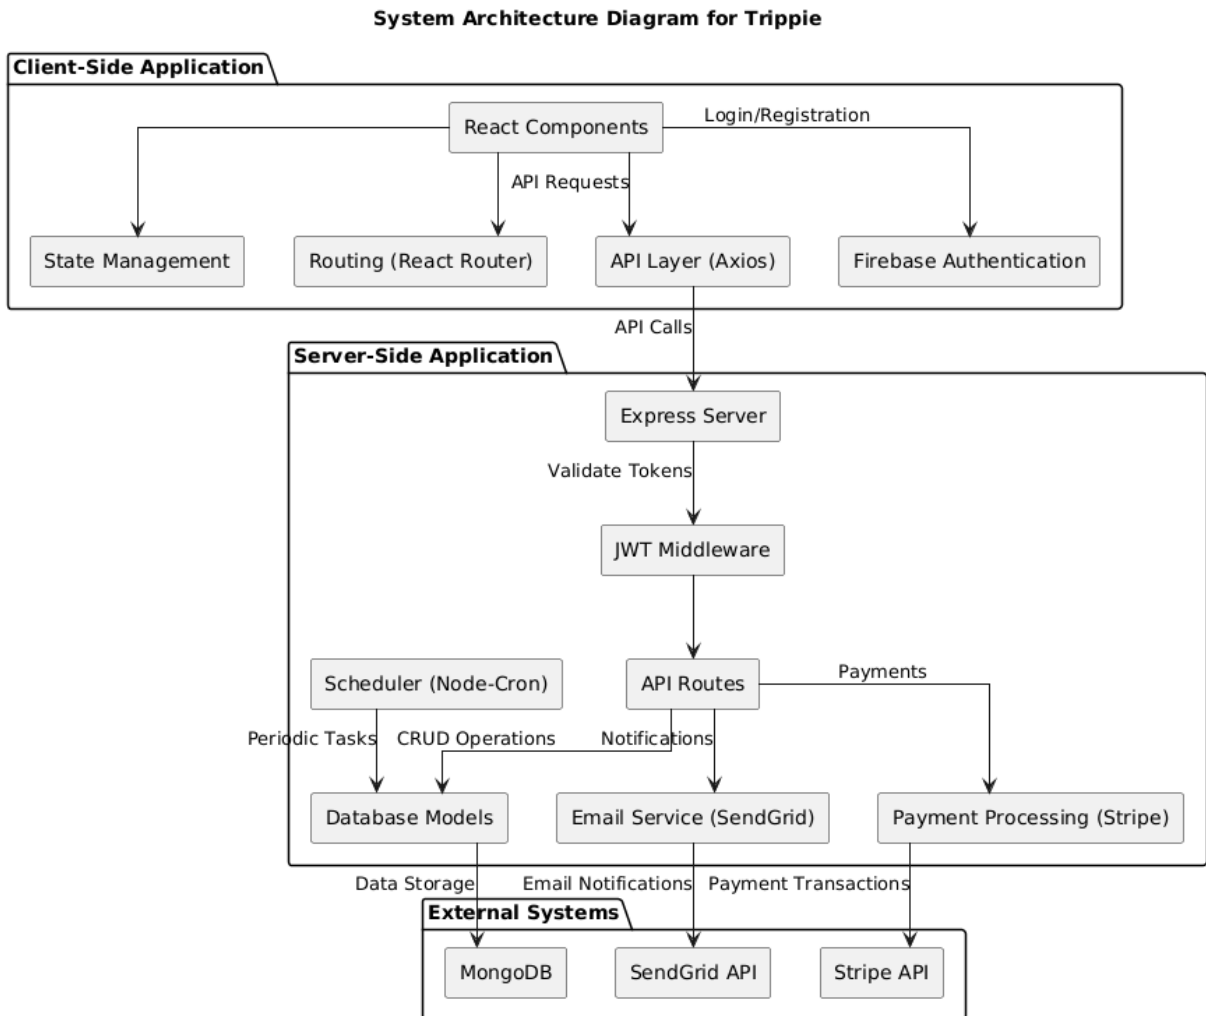 System Architecture Diagram for Trippie
Client-Side Application
React Components
Login/Registration
API Requests
State Management
Routing (React Router)
API Layer (Axios)
Firebase Authentication
API Calls
Server-Side Application
Express Server
Validate Tokens
JWT Middleware
Scheduler (Node-Cron)
API Routes
Payments
Periodic Tasks
CRUD Operations
Notifications
Database Models
Email Service (SendGrid)
Payment Processing (Stripe)
Data Storage
Email Notifications
Payment Transactions
External Systems
MongoDB
SendGrid API
Stripe API